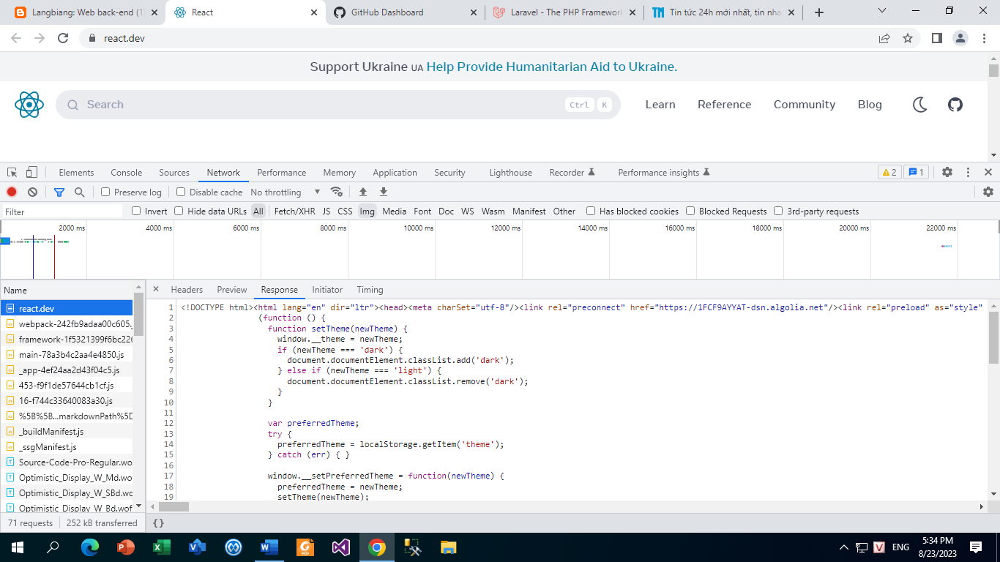 Langbiang: Web back-end (1)
React
GitHub Dashboard
Laravel - The PHP Framework
Tin tức 24h mới nhất, tin nha
react.dev
Support Ukraine UA Help Provide Humanitarian Aid to Ukraine.
Search
Ctrl K
Learn
Reference
Community
Blog
Elements
Console
Sources
Network
Performance
Memory
Application
Security
Lighthouse
Recorder
Performance insights
2
1
Preserve log
Disable cache
No throttling
Filter
Invert
Hide data URLs
All
Fetch/XHR
JS
CSS
Img
Media
Font
Doc
WS
Wasm
Manifest
Other
Has blocked cookies
Blocked Requests
3rd-party requests
2000 ms
4000 ms
6000 ms
8000 ms
10000 ms
12000 ms
14000 ms
16000 ms
18000 ms
20000 ms
22000 ms
Name
react.dev
webpack-242fb9adaa00c605.
framework-1f5321399f6bc226
main-78a3b4c2aa4e4850.js
_app-4ef24aa2d43f04c5.js
453-f9f1de57644cb1cf.js
16-f744c33640083a30.js
%5B%5B...markdownPath%5D
_buildManifest.js
_ssgManifest.js
Source-Code-Pro-Regular.wo
Optimistic_Display_W_Md.wof
Optimistic_Display_W_SBd.wo
Optimistic_Display_W_Bd.wof
71 requests
252 kB transferred
Headers
Preview
Response
Initiator
Timing
1 <!DOCTYPE html><html lang="en" dir="ltr"><head><meta charSet="utf-8"/><link rel="preconnect" href="https://1FCF9AYYAT-dsn.algolia.net"/><link rel="preload" as="style"
2 (function () {
3 function setTheme(newTheme) {
4 window.__theme = newTheme;
5 if (newTheme === 'dark') {
6 document.documentElement.classList.add('dark');
7 } else if (newTheme === 'light') {
8 document.documentElement.classList.remove('dark');
9 }
10 }
11
12 var preferredTheme;
13 try {
14 preferredTheme = localStorage.getItem('theme');
15 } catch (err) { }
16
17 window.__setPreferredTheme = function(newTheme) {
18 preferredTheme = newTheme;
19 setTheme(newTheme);
{}
ENG
5:34 PM
8/23/2023